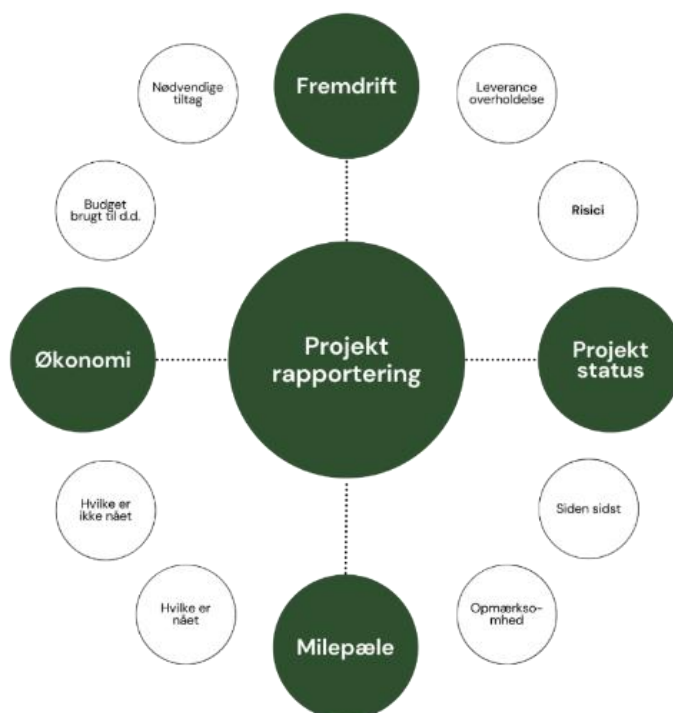 Fremdrift
Nødvendige
tiltag
Leverance
overholdelse
Budget
brugt til d.d.
Risici
Økonomi
Projekt
rapportering
Projekt
status
Hvilke er
ikke nået
Siden sidst
Hvilke er
nået
Opmærkso-
mhed
Milepæle